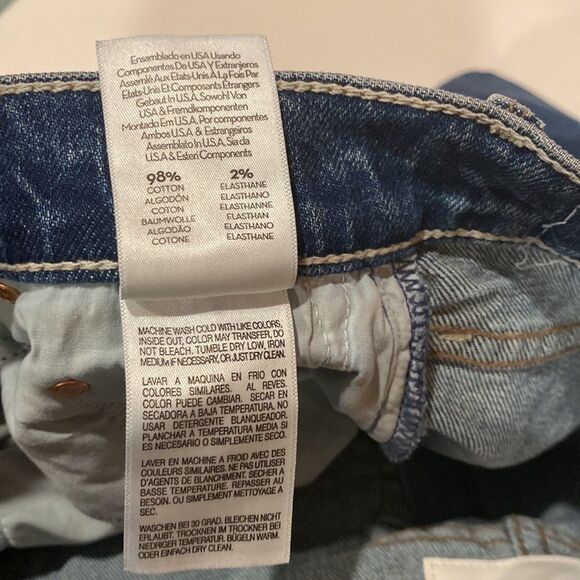 Ensamblado en USA Usando
Componentes De USA Y Extranjeros
Assemblé Aux Etats-Unis À La Fois Par
Etats-Unis Et Composants Étrangers
Gebaut In U.S.A. Sowohl Von
USA & Fremdkomponenten
Montado Em U.S.A. Por componentes
Ambos U.S.A & Estrangeiros
Assemblato In U.S.A. Sia da
U.S.A & Esteri Components
98% 2%
COTTON ELASTHANE
ALGODÓN ELASTANO
COTON ELASTHANNE
BAUMWOLLE ELASTHAN
ALGODÃO ELASTANO
COTONE ELASTANO
MACHINE WASH COLD WITH LIKE COLORS,
INSIDE OUT, COLOR MAY TRANSFER, DO
NOT BLEACH. TUMBLE DRY LOW, IRON
MEDIUM IF NECESSARY, OR JUST DRY CLEAN.
LAVAR A MAQUINA EN FRIO CON
COLORES SIMILARES. AL REVES.
EL COLOR PUEDE CAMBIAR. SECAR EN
SECADORA A BAJA TEMPERATURA. NO
USAR DETERGENTE BLANQUEADOR.
PLANCHAR A TEMPERATURA MEDIA SI
ES NECESARIO O SIMPLEMENTE SECO.
LAVER EN MACHINE A FROID AVEC DES
COULEURS SIMILAIRES. NE PAS UTILISER
D'AGENTS DE BLANCHIMENT. SECHER A
BASSE TEMPERATURE. REPASSER AU
BESOIN. OU SIMPLEMENT NETTOYAGE A
SEC.
WASCHEN BEI 30 GRAD. BLEICHEN NICHT
ERLAUBT. TROCKNEN IM TROCKNER BEI
NIEDRIGER TEMPERATUR. BÜGELN WARM.
ODER EINFACH DRY CLEAN.